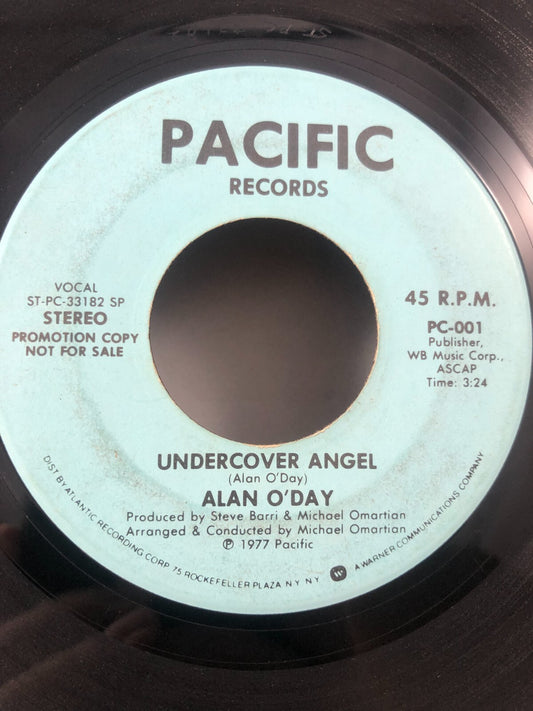 PACIFIC
RECORDS
VOCAL
ST-PC-33182 SP
STEREO
PROMOTION COPY
NOT FOR SALE
45 R.P.M.
PC-001
Publisher,
WB Music Corp.,
ASCAP
Time: 3:24
UNDERCOVER ANGEL
(Alan O'Day)
ALAN O'DAY
Produced by Steve Barri & Michael Omartian
Arranged & Conducted by Michael Omartian
℗ 1977 Pacific
DIST. BY ATLANTIC RECORDING CORP. 75 ROCKEFELLER PLAZA N.Y. N.Y. W A WARNER COMMUNICATIONS COMPANY